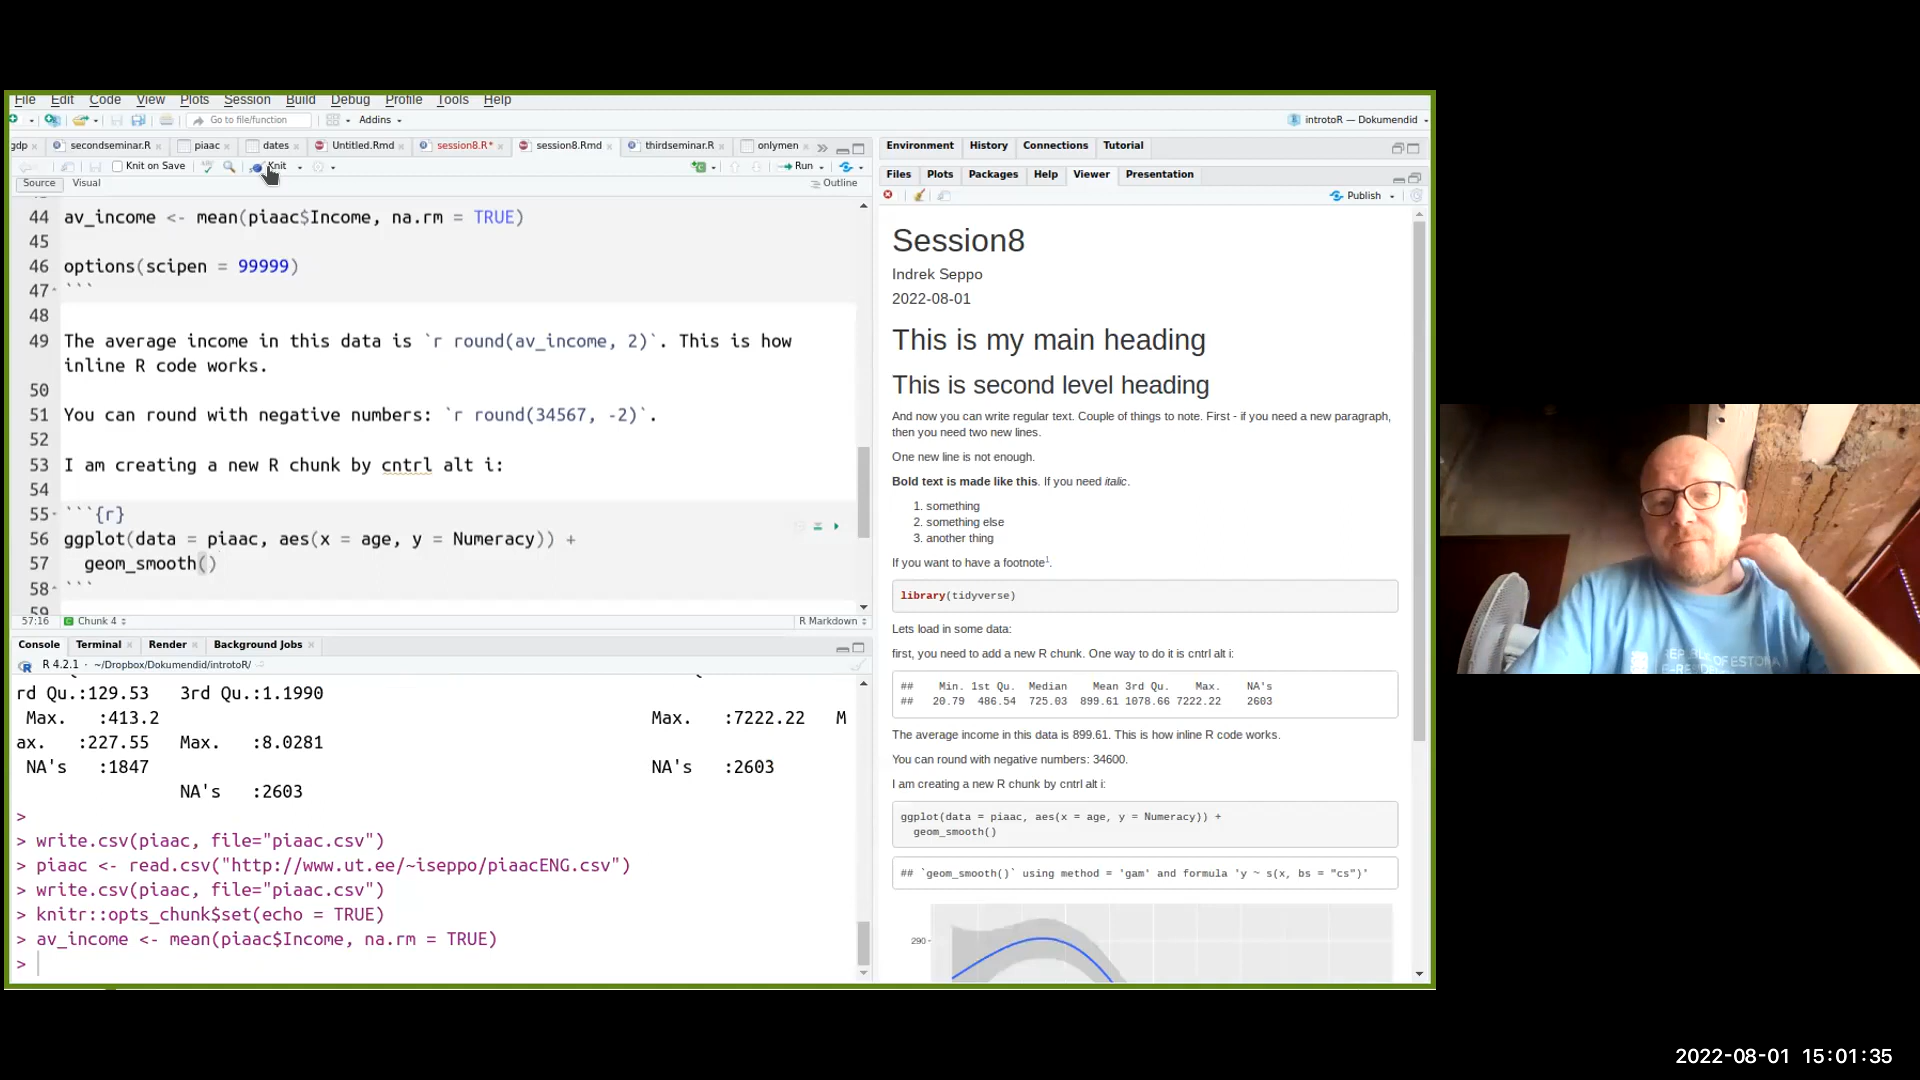 File Edit Code View Plots Session Build Debug Profile Tools Help
Go to file/function Addins introtoR — Dokumendid
gdp secondseminar.R piaac dates Untitled.Rmd session8.R* session8.Rmd thirdseminar.R onlymen
Knit on Save Knit Run
Source Visual Outline
44 av_income <- mean(piaac$Income, na.rm = TRUE)
45
46 options(scipen = 99999)
47 ```
48
49 The average income in this data is `r round(av_income, 2)`. This is how
inline R code works.
50
51 You can round with negative numbers: `r round(34567, -2)`.
52
53 I am creating a new R chunk by cntrl alt i:
54
55 ```{r}
56 ggplot(data = piaac, aes(x = age, y = Numeracy)) +
57 geom_smooth()
58 ```
59
57:16 Chunk 4 R Markdown
Console Terminal Render Background Jobs
R 4.2.1 · ~/Dropbox/Dokumendid/introtoR/
rd Qu.:129.53 3rd Qu.:1.1990
Max. :413.2 Max. :7222.22 M
ax. :227.55 Max. :8.0281
NA's :1847 NA's :2603
NA's :2603
>
> write.csv(piaac, file="piaac.csv")
> piaac <- read.csv("http://www.ut.ee/~iseppo/piaacENG.csv")
> write.csv(piaac, file="piaac.csv")
> knitr::opts_chunk$set(echo = TRUE)
> av_income <- mean(piaac$Income, na.rm = TRUE)
>
Environment History Connections Tutorial
Files Plots Packages Help Viewer Presentation
Publish
Session8
Indrek Seppo
2022-08-01
This is my main heading
This is second level heading
And now you can write regular text. Couple of things to note. First - if you need a new paragraph,
then you need two new lines.
One new line is not enough.
Bold text is made like this. If you need italic.
1. something
2. something else
3. another thing
If you want to have a footnote1.
library(tidyverse)
Lets load in some data:
first, you need to add a new R chunk. One way to do it is cntrl alt i:
## Min. 1st Qu. Median Mean 3rd Qu. Max. NA's
## 20.79 486.54 725.03 899.61 1078.66 7222.22 2603
The average income in this data is 899.61. This is how inline R code works.
You can round with negative numbers: 34600.
I am creating a new R chunk by cntrl alt i:
ggplot(data = piaac, aes(x = age, y = Numeracy)) +
geom_smooth()
## `geom_smooth()` using method = 'gam' and formula 'y ~ s(x, bs = "cs")'
290
REPUBLIC OF ESTONIA
E-RESIDENCY
2022-08-01 15:01:35